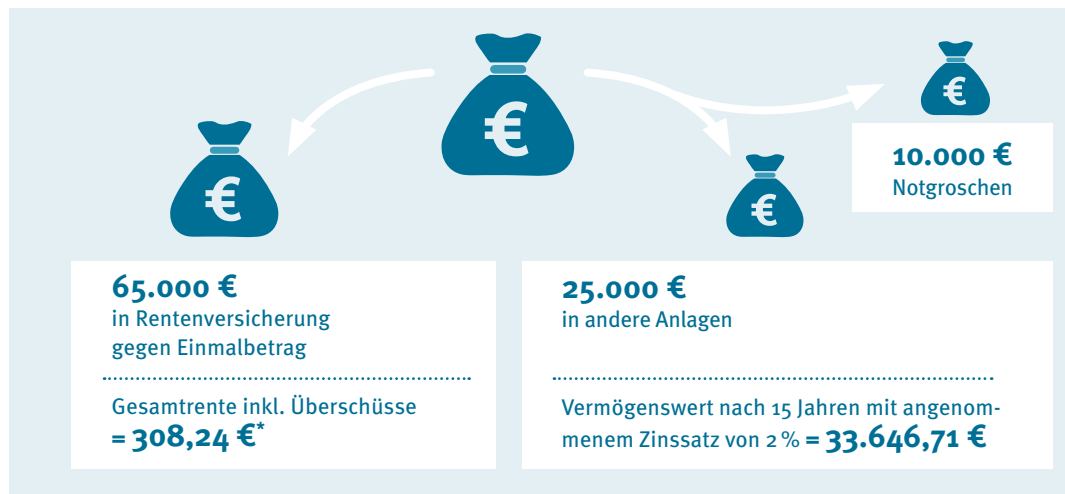 €
€
€
€
10.000 €
Notgroschen
65.000 €
in Rentenversicherung
gegen Einmalbetrag
Gesamtrente inkl. Überschüsse
= 308,24 €*
25.000 €
in andere Anlagen
Vermögenswert nach 15 Jahren mit angenom-
menem Zinssatz von 2 % = 33.646,71 €